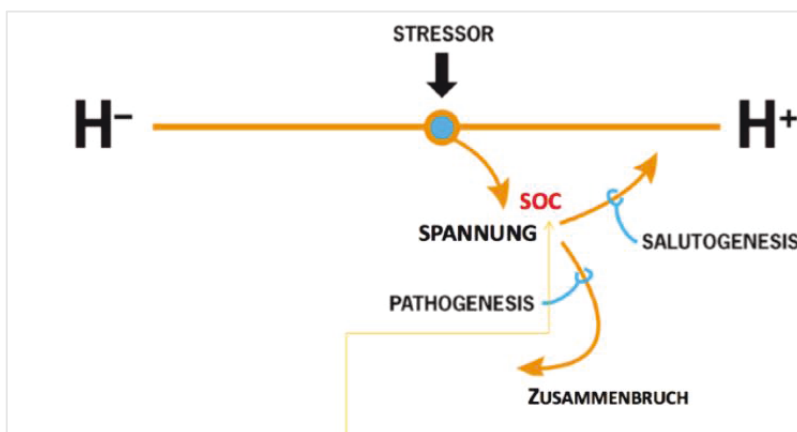 STRESSOR
H⁻
H⁺
SOC
SPANNUNG
SALUTOGENESIS
PATHOGENESIS
ZUSAMMENBRUCH